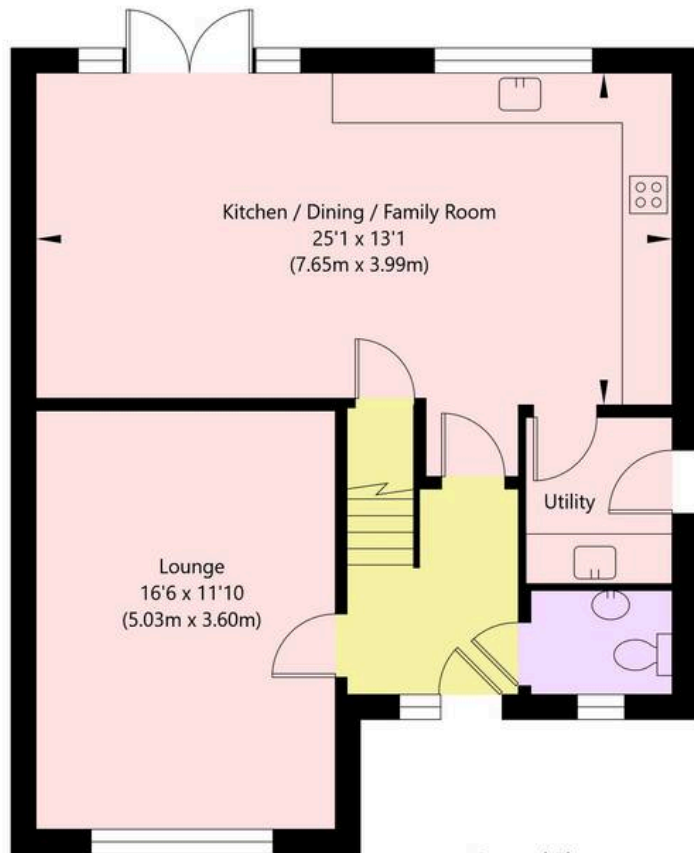 Kitchen / Dining / Family Room
25'1 x 13'1
(7.65m x 3.99m)
Utility
Lounge
16'6 x 11'10
(5.03m x 3.60m)